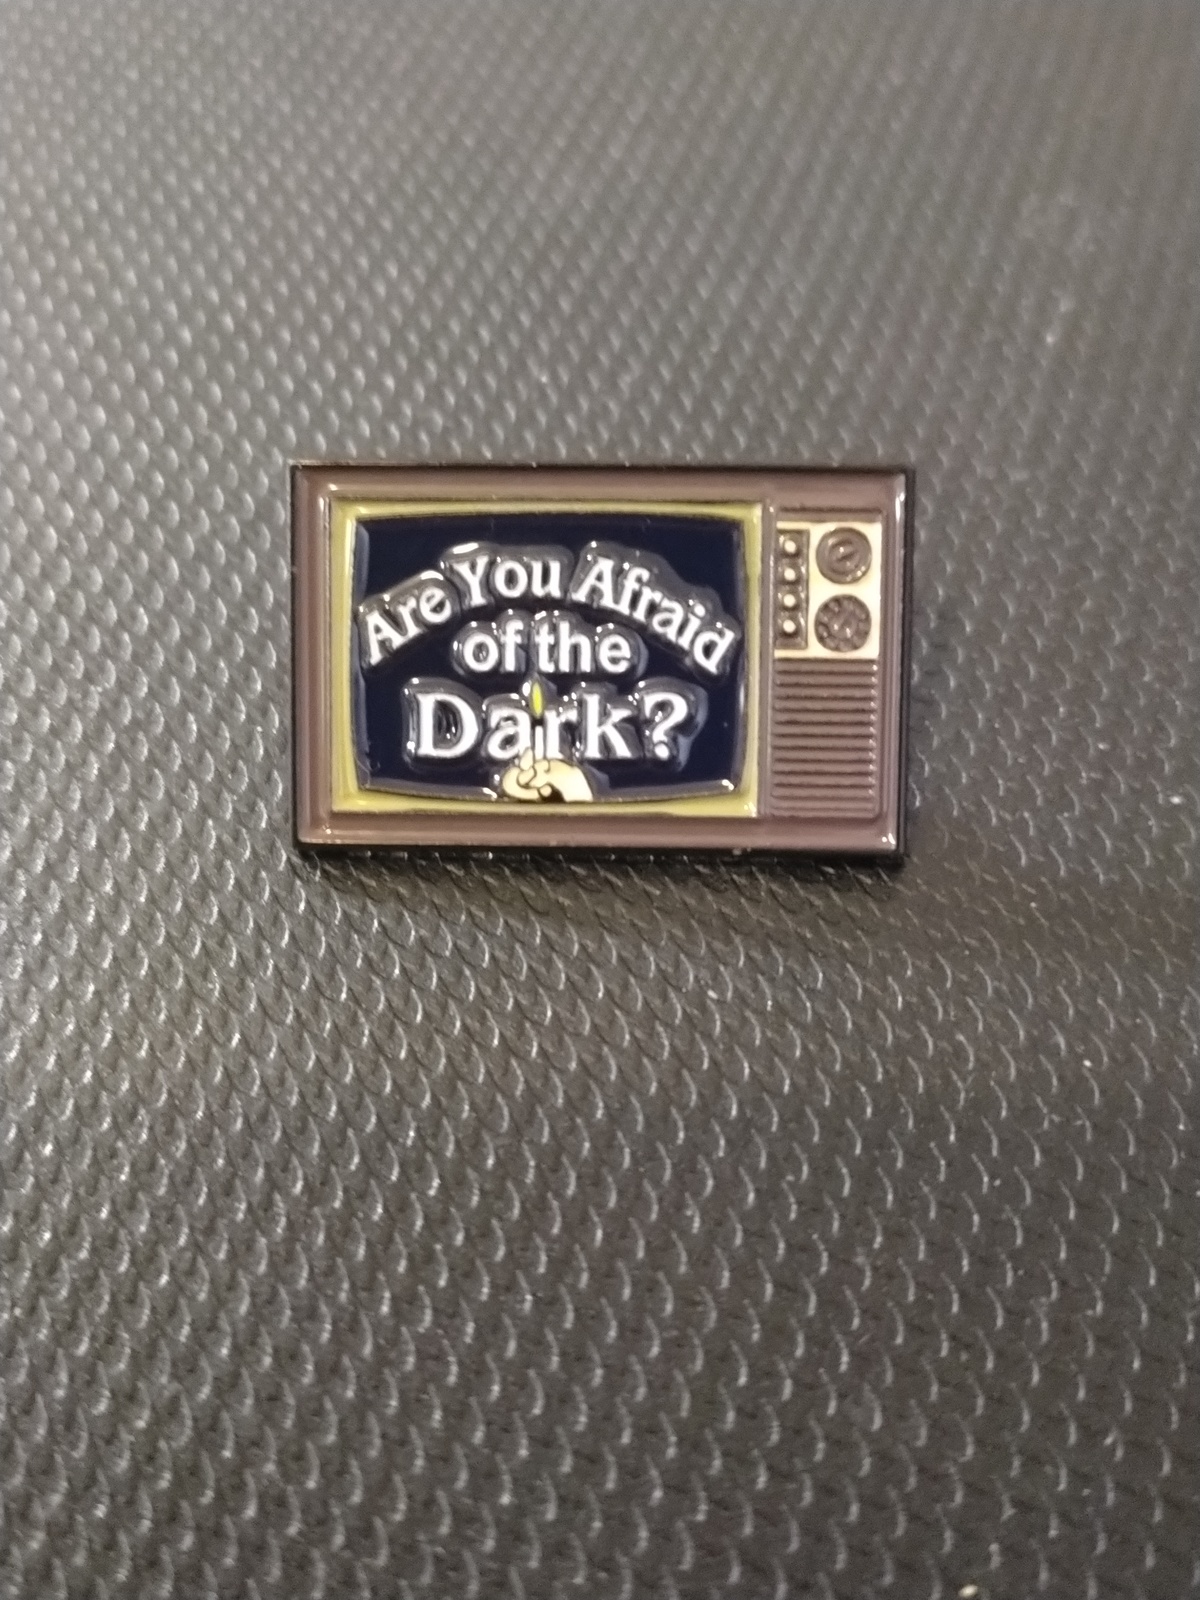 Are You Afraid
of the
Dark?